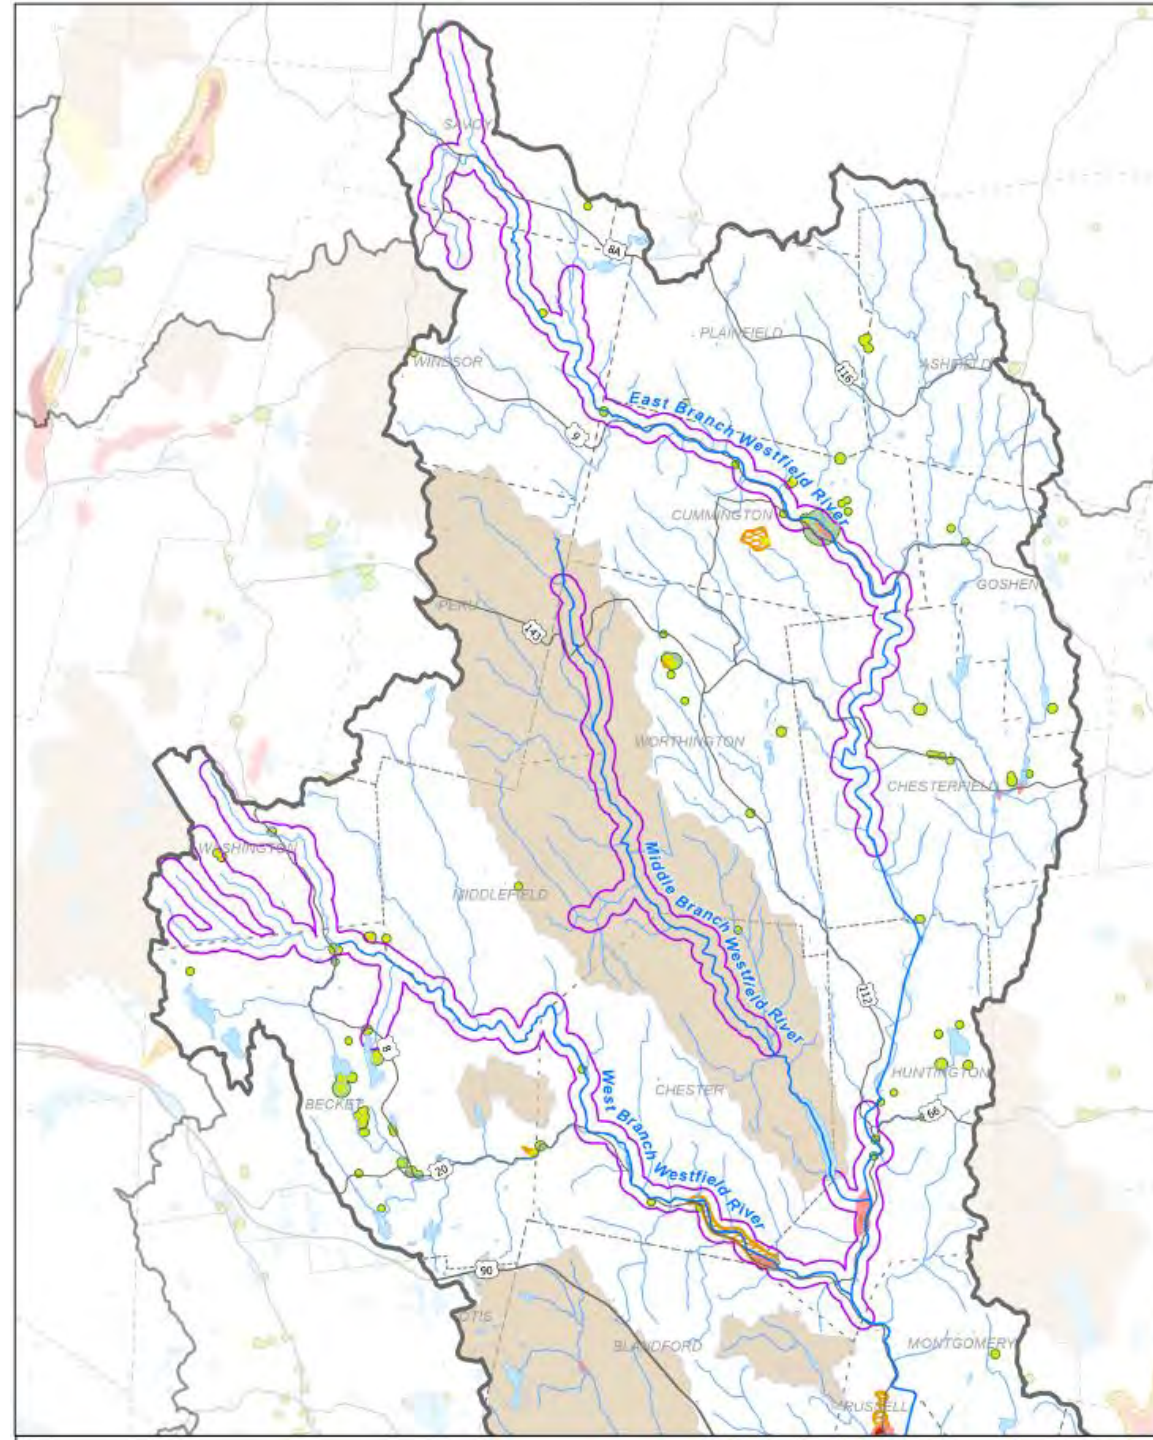 SAVOY
8A
PLAINFIELD
WINDSOR
116
ASHFIELD
East Branch Westfield River
9
CUMMINGTON
GOSHEN
PERU
143
WORTHINGTON
CHESTERFIELD
WASHINGTON
Middle Branch Westfield River
MIDDLEFIELD
112
8
HUNTINGTON
CHESTER
BECKET
66
West Branch Westfield River
20
90
OTIS
BLANDFORD
MONTGOMERY
RUSSELL